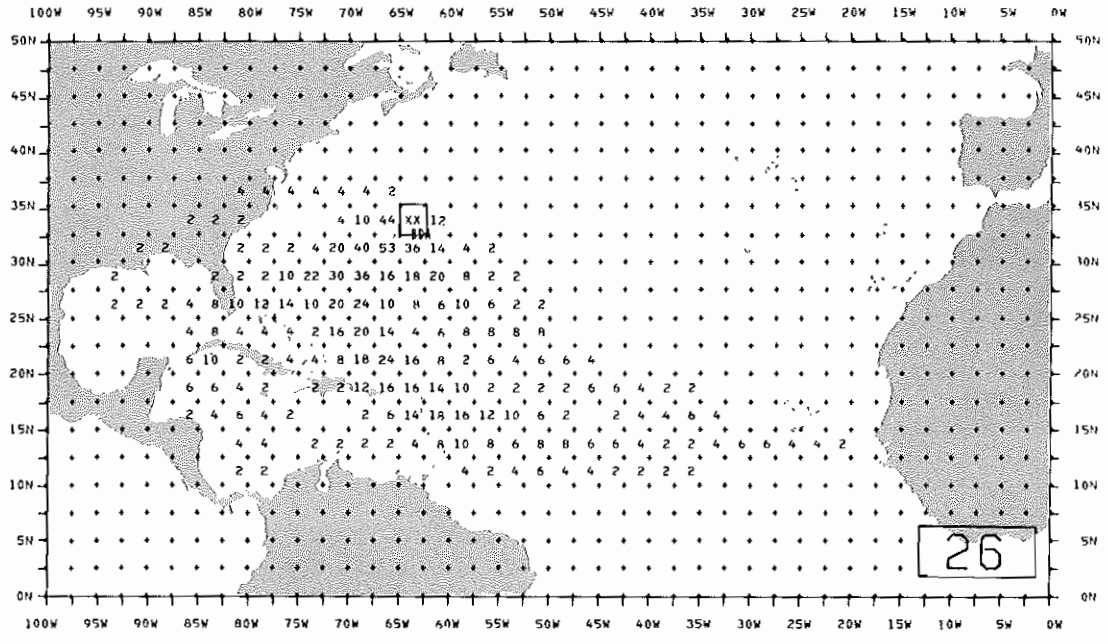 100W 95W 90W 85W 80W 75W 70W 65W 60W 55W 50W 45W 40W 35W 30W 25W 20W 15W 10W 5W 0W
50N 50N
45N 45N
40N 40N
4 4 4 4 4 4 2
35N 35N
2 2 2 4 10 44 XX 12
2 2 2 2 2 4 20 40 53 36 14 4 2
30N 30N
2 2 2 2 10 22 30 36 16 18 20 8 2 2
2 2 2 4 8 10 12 14 10 20 24 10 8 6 10 6 2 2
25N 25N
4 8 4 4 4 2 16 20 14 4 6 8 8 8 8
6 10 2 2 4 4 8 18 24 16 8 2 6 4 6 6 4
20N 20N
6 6 4 2 2 2 12 16 16 14 10 2 2 2 2 6 6 4 2 2
2 4 6 4 2 2 6 14 18 16 12 10 6 2 2 4 4 6 4
15N 15N
4 4 2 2 2 2 4 8 10 8 6 8 8 6 6 4 2 2 4 6 6 4 4 2
2 2 4 2 4 6 4 4 2 2 2 2
10N 10N
5N 5N
26
0N 0N
100W 95W 90W 85W 80W 75W 70W 65W 60W 55W 50W 45W 40W 35W 30W 25W 20W 15W 10W 5W 0W